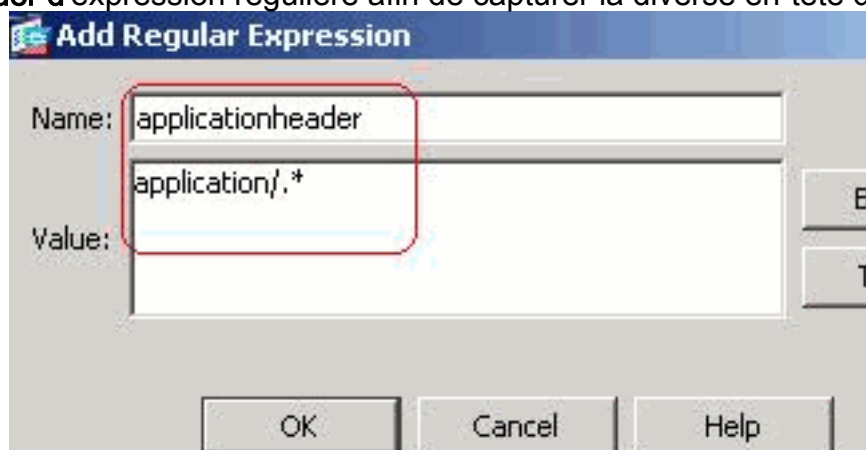 d'expression régulière afin de capturer la diverse en-tête
Add Regular Expression
Name: applicationheader
application/.*
Value:
OK Cancel Help